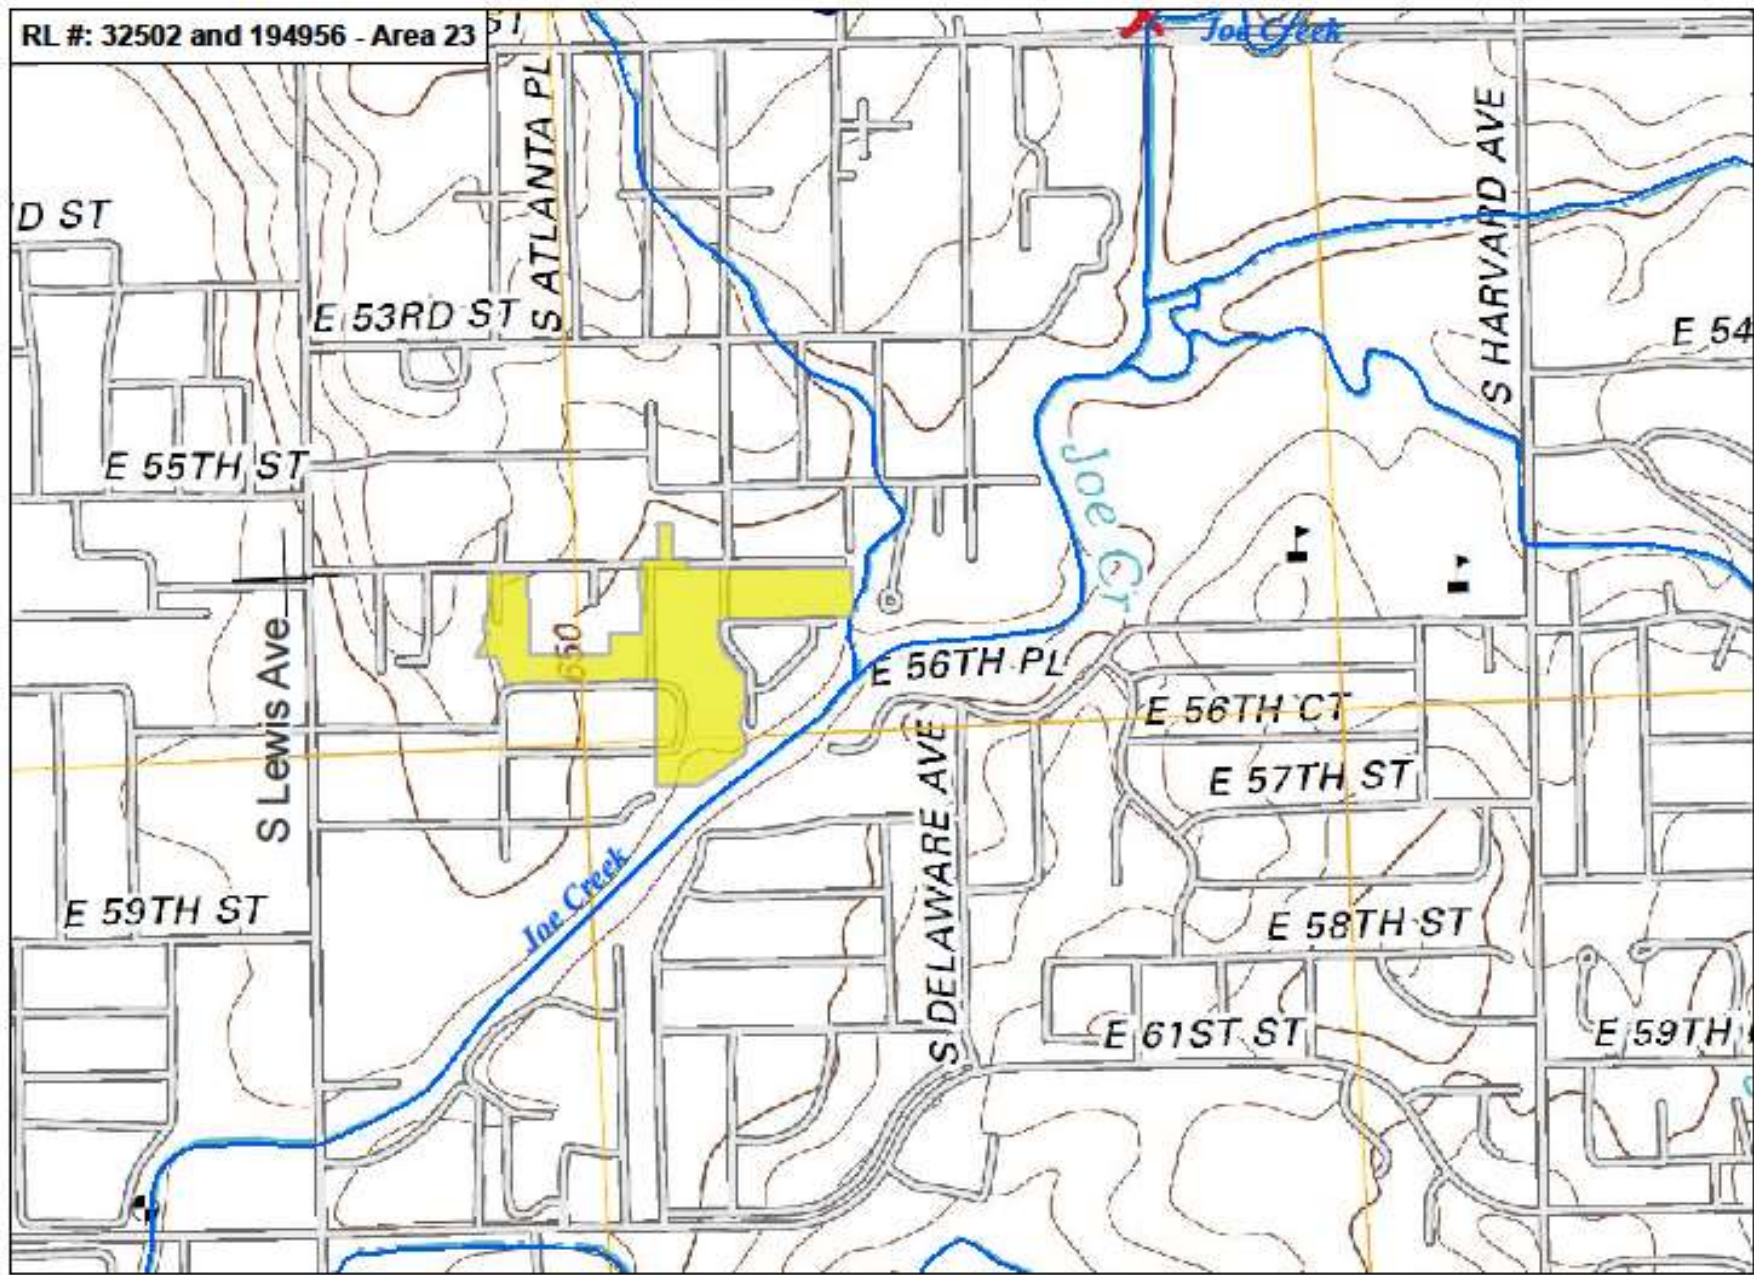 RL #: 32502 and 194956 - Area 23
ST
Joe Creek
S ATLANTA PL
S HARVARD AVE
D ST
E 53RD ST
E 54
E 55TH ST
Joe Cr
S Lewis Ave
650
E 56TH PL
E 56TH CT
E 57TH ST
S DELAWARE AVE
Joe Creek
E 59TH ST
E 58TH ST
E 61ST ST
E 59TH